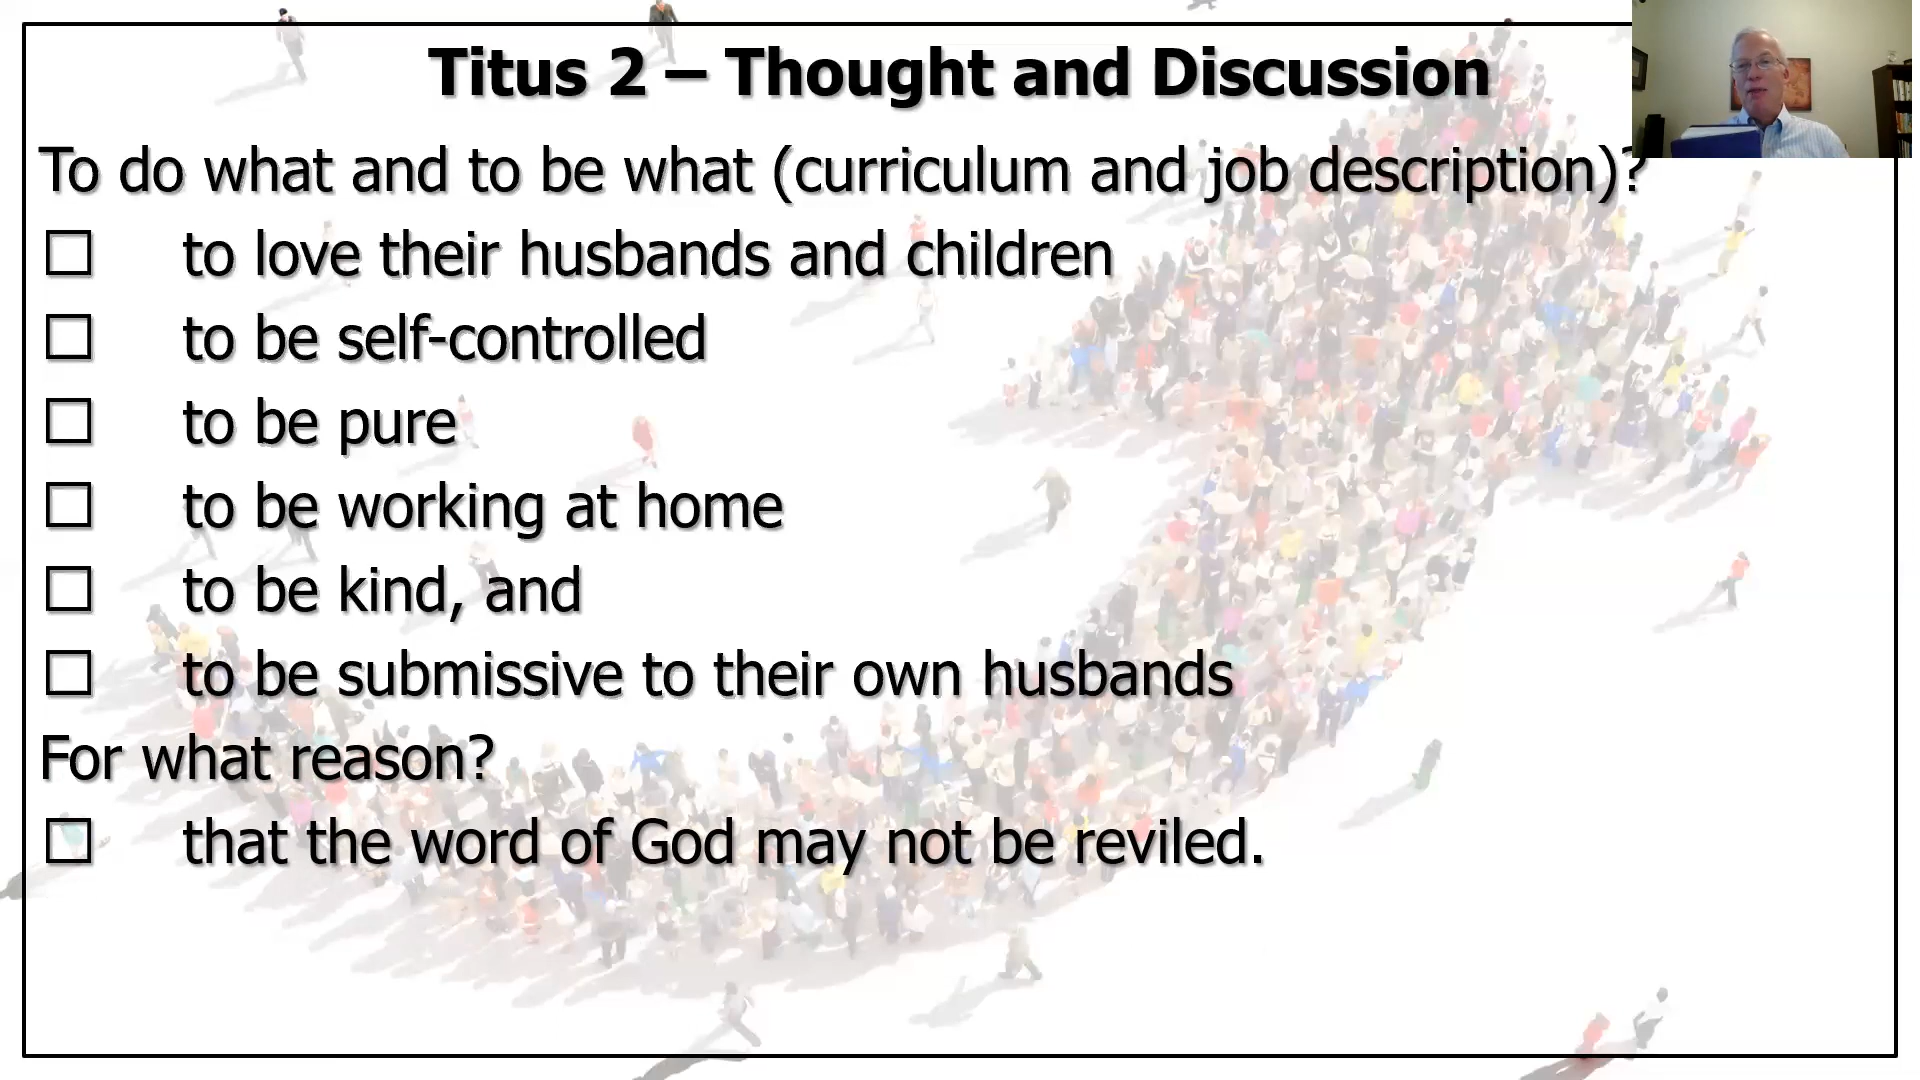 Titus 2 – Thought and Discussion
To do what and to be what (curriculum and job description)?
☐ to love their husbands and children
☐ to be self-controlled
☐ to be pure
☐ to be working at home
☐ to be kind, and
☐ to be submissive to their own husbands
For what reason?
☐ that the word of God may not be reviled.